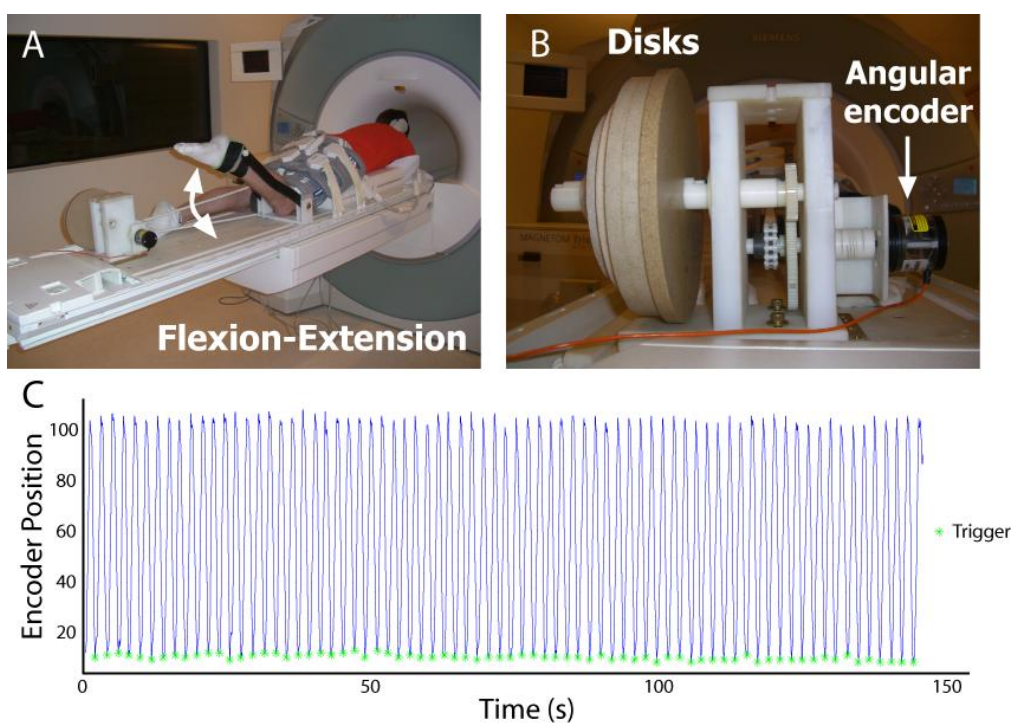 A
Flexion-Extension
B
Disks
SIEMENS
Angular
encoder
C
Encoder Position
100
80
60
40
20
Trigger
0
50
100
150
Time (s)